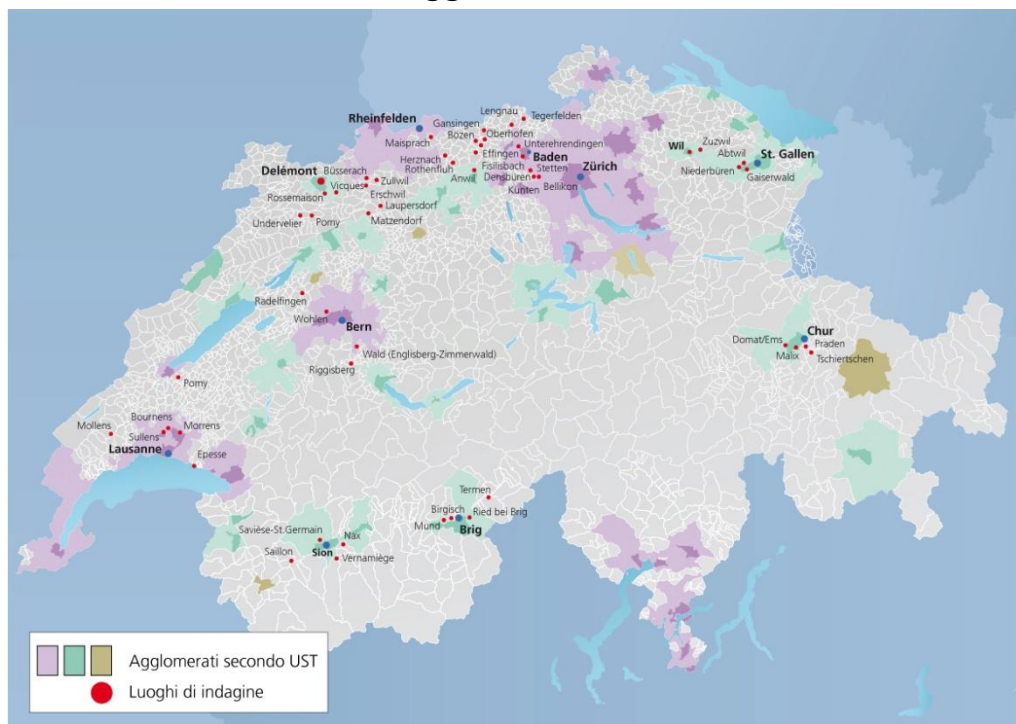 Rheinfelden
Lengnau
Tegerfelden
Gansingen
Bözen
Oberhofen
Maisprach
Unterehrendingen
Effingen
Baden
Herznach
Rothenfluh
Fislisbach
Stetten
Densbüren
Zürich
Anwil
Künten
Bellikon
Wil
Zuzwil
Abtwil
St. Gallen
Niederbüren
Gaiserwald
Delémont
Büsserach
Zullwil
Vicques
Erschwil
Rossemaison
Laupersdorf
Matzendorf
Undervelier
Pomy
Radelfingen
Wohlen
Bern
Wald (Englisberg-Zimmerwald)
Riggisberg
Chur
Domat/Ems
Praden
Malix
Tschiertschen
Pomy
Bournens
Mollens
Morrens
Sullens
Lausanne
Epesse
Termen
Birgisch
Ried bei Brig
Mund
Brig
Savièse-St.Germain
Nax
Saillon
Sion
Vernamiège
Agglomerati secondo UST
Luoghi di indagine